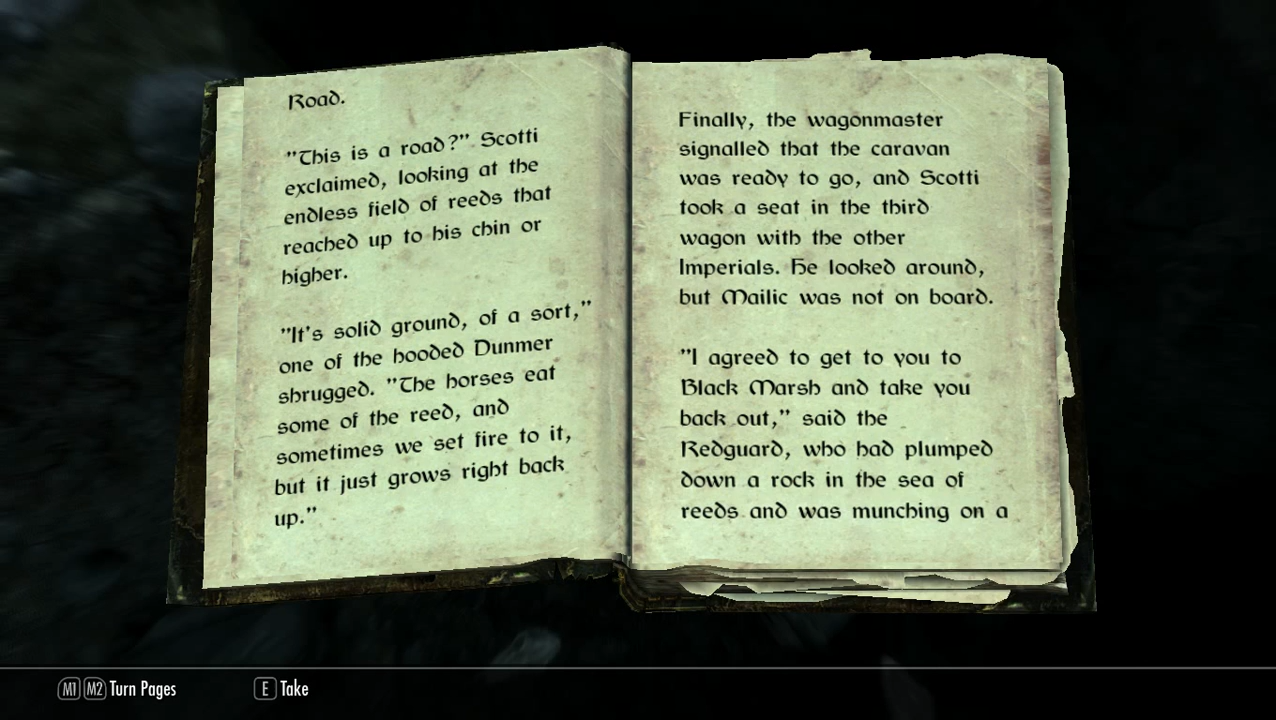 Road.
"This is a road?" Scotti
exclaimed, looking at the
endless field of reeds that
reached up to his chin or
higher.
"It's solid ground, of a sort,"
one of the hooded Dunmer
shrugged. "The horses eat
some of the reed, and
sometimes we set fire to it,
but it just grows right back
up."
Finally, the wagonmaster
signalled that the caravan
was ready to go, and Scotti
took a seat in the third
wagon with the other
Imperials. He looked around,
but Mailic was not on board.
"I agreed to get to you to
Black Marsh and take you
back out," said the
Redguard, who had plumped
down a rock in the sea of
reeds and was munching on a
M1 M2 Turn Pages
E Take